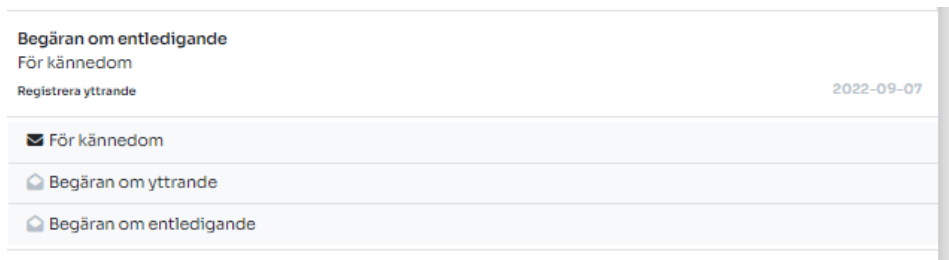 Begäran om entledigande
För kännedom
Registrera yttrande 2022-09-07
För kännedom
Begäran om yttrande
Begäran om entledigande